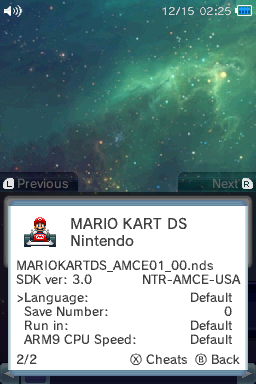 12/15 02:25
L Previous Next R
MARIO KART DS
Nintendo
MARIOKARTDS_AMCE01_00.nds
SDK ver: 3.0 NTR-AMCE-USA
>Language: Default
Save Number: 0
Run in: Default
ARM9 CPU Speed: Default
2/2 Ⓧ Cheats Ⓑ Back